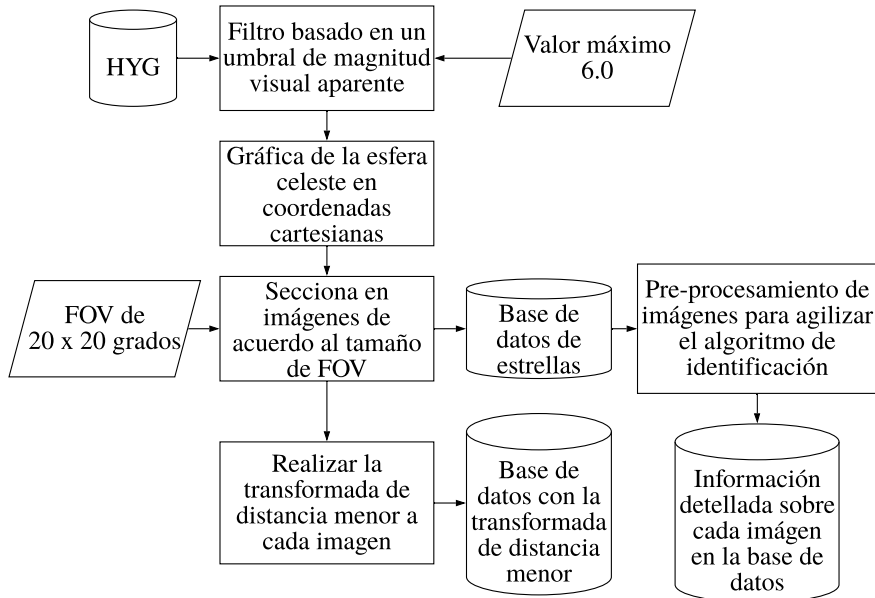 HYG
Filtro basado en un
umbral de magnitud
visual aparente
Valor máximo
6.0
Gráfica de la esfera
celeste en
coordenadas
cartesianas
FOV de
20 x 20 grados
Secciona en
imágenes de
acuerdo al tamaño
de FOV
Base de
datos de
estrellas
Pre-procesamiento de
imágenes para agilizar
el algoritmo de
identificación
Realizar la
transformada de
distancia menor a
cada imagen
Base de
datos con la
transformada
de distancia
menor
Información
detellada sobre
cada imágen
en la base de
datos